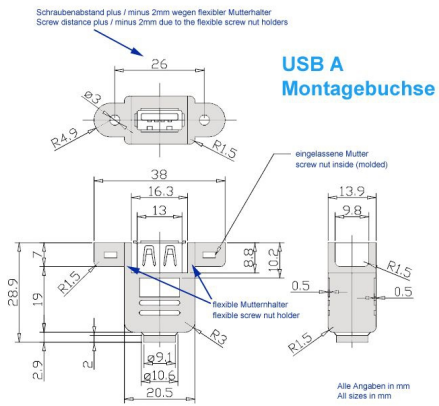 Schraubenabstand plus / minus 2mm wegen flexibler Mutterhalter
Screw distance plus / minus 2mm due to the flexible screw nut holders
26
USB A
Montagebuchse
ø3
R4.9
R1.5
eingelassene Mutter
screw nut inside (molded)
38
16.3
13
13.9
9.8
7
8.8
10.2
R1.5
R1.5
28.9
19
0.5
0.5
flexible Mutternhalter
flexible screw nut holder
R3
R1.5
2.9
2
ø9.1
ø10.6
20.5
Alle Angaben in mm
All sizes in mm